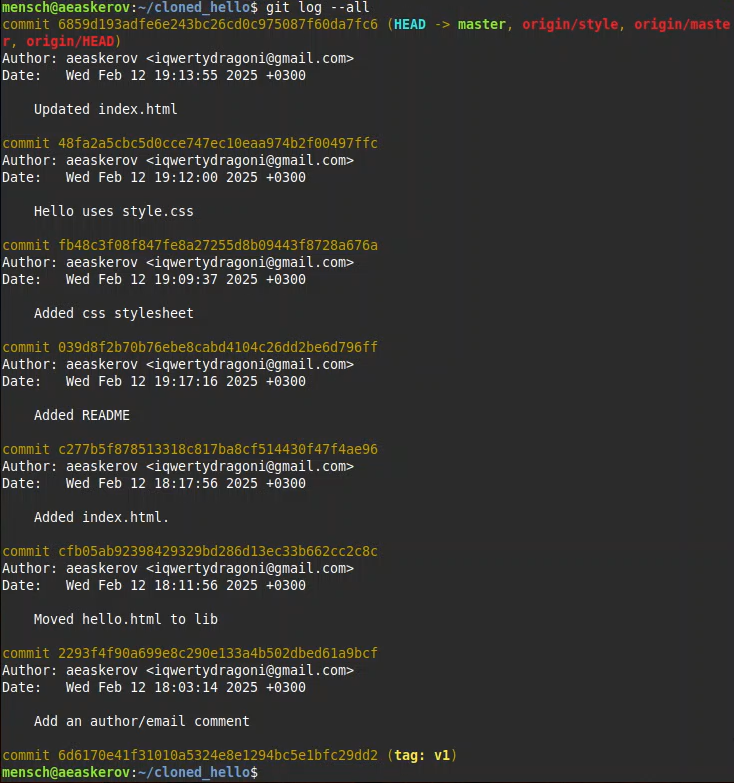 mensch@aeaskerov:~/cloned_hello$ git log --all
commit 6859d193adfe6e243bc26cd0c975087f60da7fc6 (HEAD -> master, origin/style, origin/maste
r, origin/HEAD)
Author: aeaskerov <iqwertydragoni@gmail.com>
Date:   Wed Feb 12 19:13:55 2025 +0300
    Updated index.html
commit 48fa2a5cbc5d0cce747ec10eaa974b2f00497ffc
Author: aeaskerov <iqwertydragoni@gmail.com>
Date:   Wed Feb 12 19:12:00 2025 +0300
    Hello uses style.css
commit fb48c3f08f847fe8a27255d8b09443f8728a676a
Author: aeaskerov <iqwertydragoni@gmail.com>
Date:   Wed Feb 12 19:09:37 2025 +0300
    Added css stylesheet
commit 039d8f2b70b76ebe8cabd4104c26dd2be6d796ff
Author: aeaskerov <iqwertydragoni@gmail.com>
Date:   Wed Feb 12 19:17:16 2025 +0300
    Added README
commit c277b5f878513318c817ba8cf514430f47f4ae96
Author: aeaskerov <iqwertydragoni@gmail.com>
Date:   Wed Feb 12 18:17:56 2025 +0300
    Added index.html.
commit cfb05ab92398429329bd286d13ec33b662cc2c8c
Author: aeaskerov <iqwertydragoni@gmail.com>
Date:   Wed Feb 12 18:11:56 2025 +0300
    Moved hello.html to lib
commit 2293f4f90a699e8c290e133a4b502dbed61a9bcf
Author: aeaskerov <iqwertydragoni@gmail.com>
Date:   Wed Feb 12 18:03:14 2025 +0300
    Add an author/email comment
commit 6d6170e41f31010a5324e8e1294bc5e1bfc29dd2 (tag: v1)
mensch@aeaskerov:~/cloned_hello$